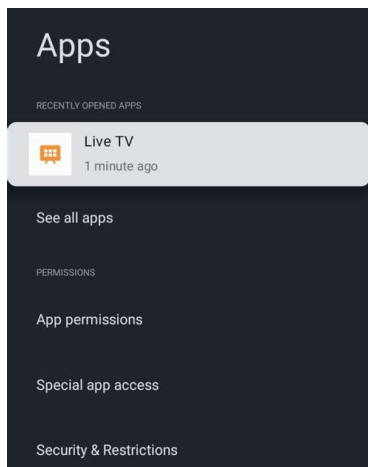 Apps
RECENTLY OPENED APPS
Live TV
1 minute ago
See all apps
PERMISSIONS
App permissions
Special app access
Security & Restrictions